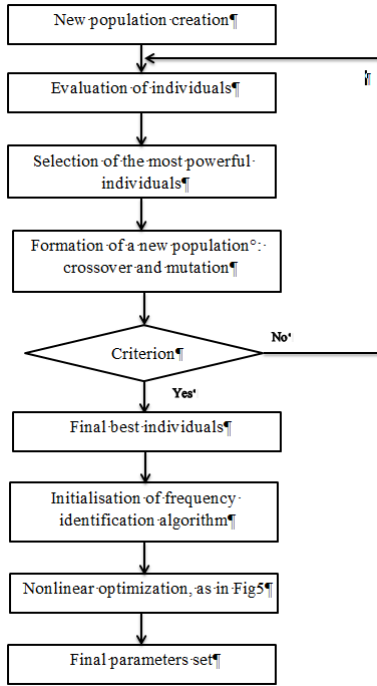 New·population·creation¶
¶
Evaluation·of·individuals¶
Selection·of·the·most·powerful·
individuals¶
Formation·of·a·new·population°:·
crossover·and·mutation¶
Criterion¶
No·
Yes·
Final·best·individuals¶
Initialisation·of·frequency·
identification·algorithm¶
Nonlinear·optimization,·as·in·Fig5¶
Final·parameters·set¶